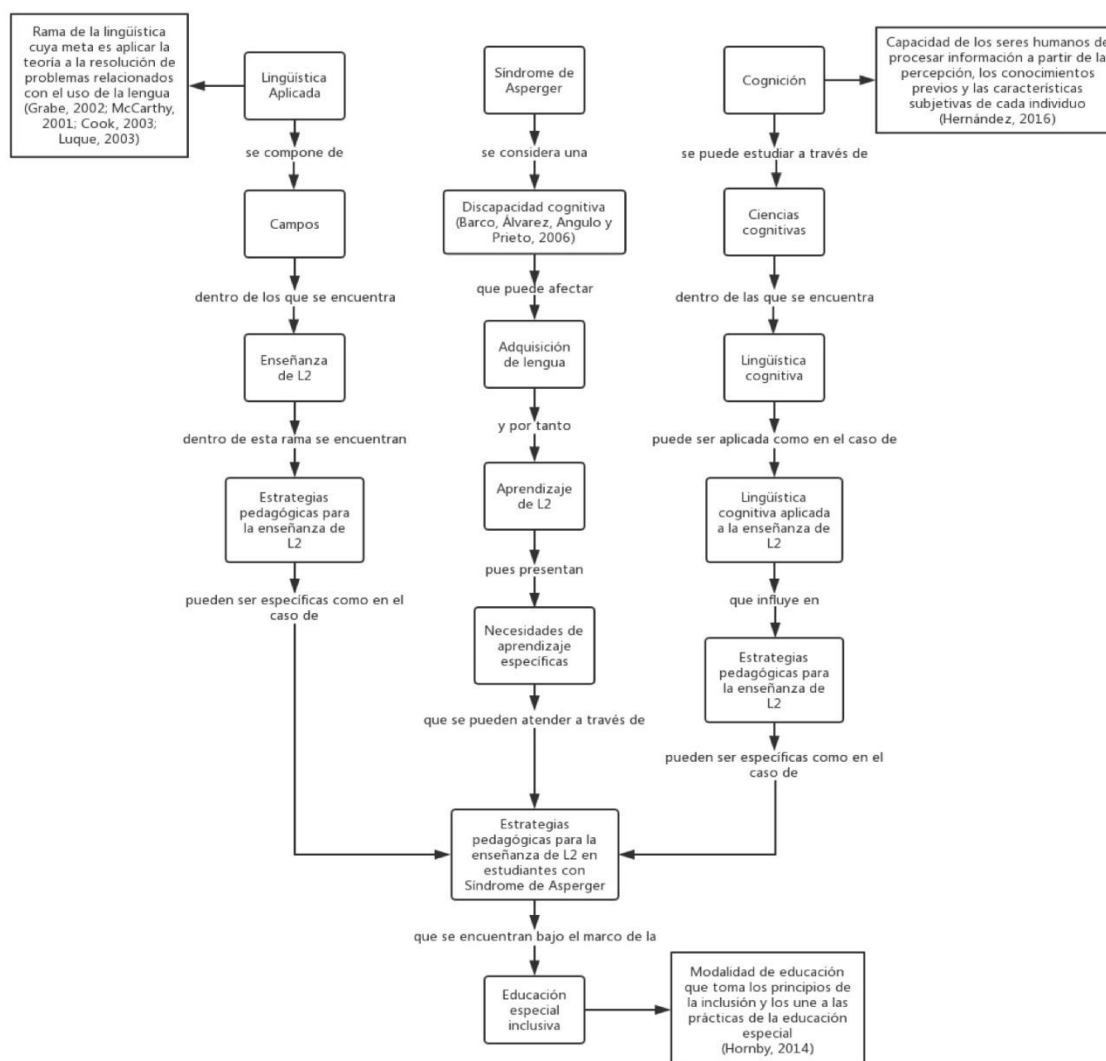 Rama de la lingüística
cuya meta es aplicar la
teoría a la resolución de
problemas relacionados
con el uso de la lengua
(Grabe, 2002; McCarthy,
2001; Cook, 2003;
Luque, 2003)
Lingüística
Aplicada
se compone de
Campos
dentro de los que se encuentra
Enseñanza
de L2
dentro de esta rama se encuentran
Estrategias
pedagógicas para
la enseñanza de
L2
pueden ser específicas como en el
caso de
Síndrome de
Asperger
se considera una
Discapacidad cognitiva
(Barco, Álvarez, Angulo y
Prieto, 2006)
que puede afectar
Adquisición
de lengua
y por tanto
Aprendizaje
de L2
pues presentan
Necesidades de
aprendizaje
específicas
que se pueden atender a través de
Cognición
Capacidad de los seres humanos de
procesar información a partir de la
percepción, los conocimientos
previos y las características
subjetivas de cada individuo
(Hernández, 2016)
se puede estudiar a través de
Ciencias
cognitivas
dentro de las que se encuentra
Lingüística
cognitiva
puede ser aplicada como en el caso de
Lingüística
cognitiva aplicada
a la enseñanza de
L2
que influye en
Estrategias
pedagógicas para
la enseñanza de
L2
pueden ser específicas como en el
caso de
Estrategias
pedagógicas para la
enseñanza de L2 en
estudiantes con
Síndrome de Asperger
que se encuentran bajo el marco de la
Educación
especial
inclusiva
Modalidad de educación
que toma los principios de
la inclusión y los une a las
prácticas de la educación
especial
(Hornby, 2014)